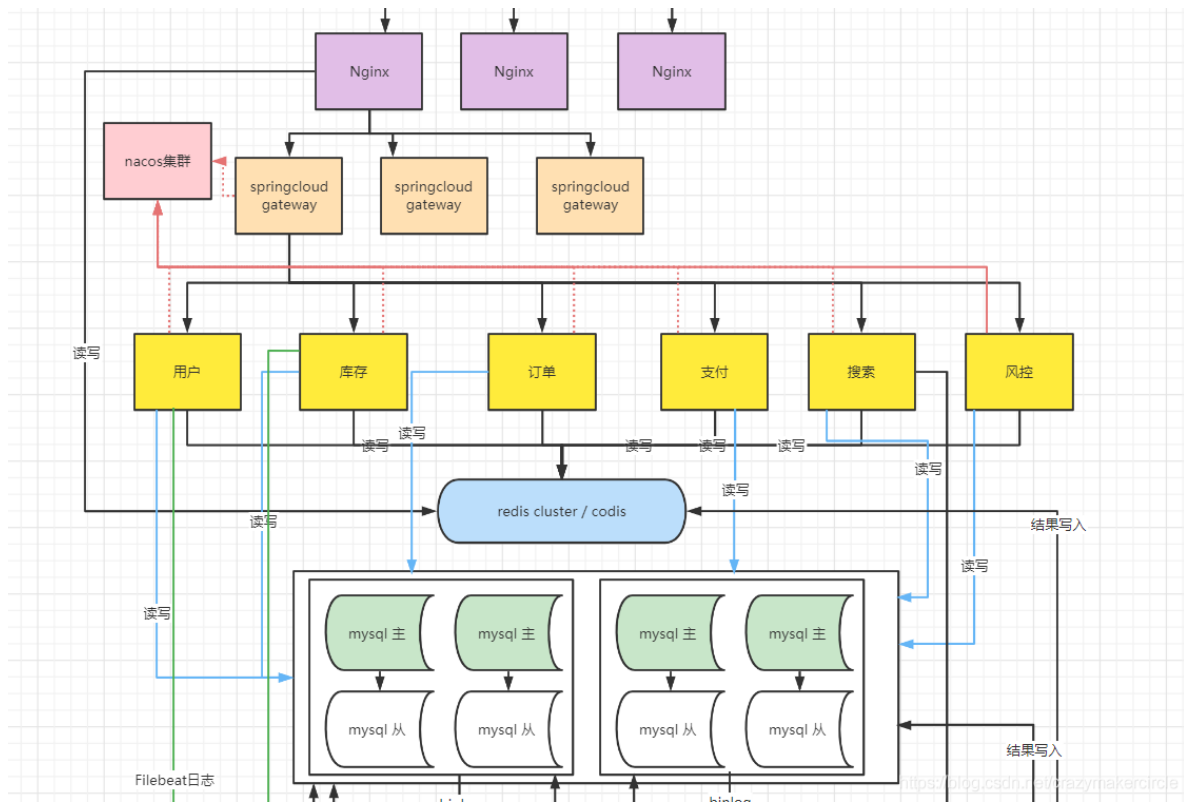 Nginx
Nginx
Nginx
nacos集群
springcloud
gateway
springcloud
gateway
springcloud
gateway
读写
用户
库存
订单
支付
搜索
风控
读写
读写
读写
读写
读写
读写
读写
redis cluster / codis
读写
结果写入
读写
读写
mysql 主
mysql 主
mysql 主
mysql 主
mysql 从
mysql 从
mysql 从
mysql 从
结果写入
Filebeat日志
https://blog.csdn.net/crazymakercircle
binlog